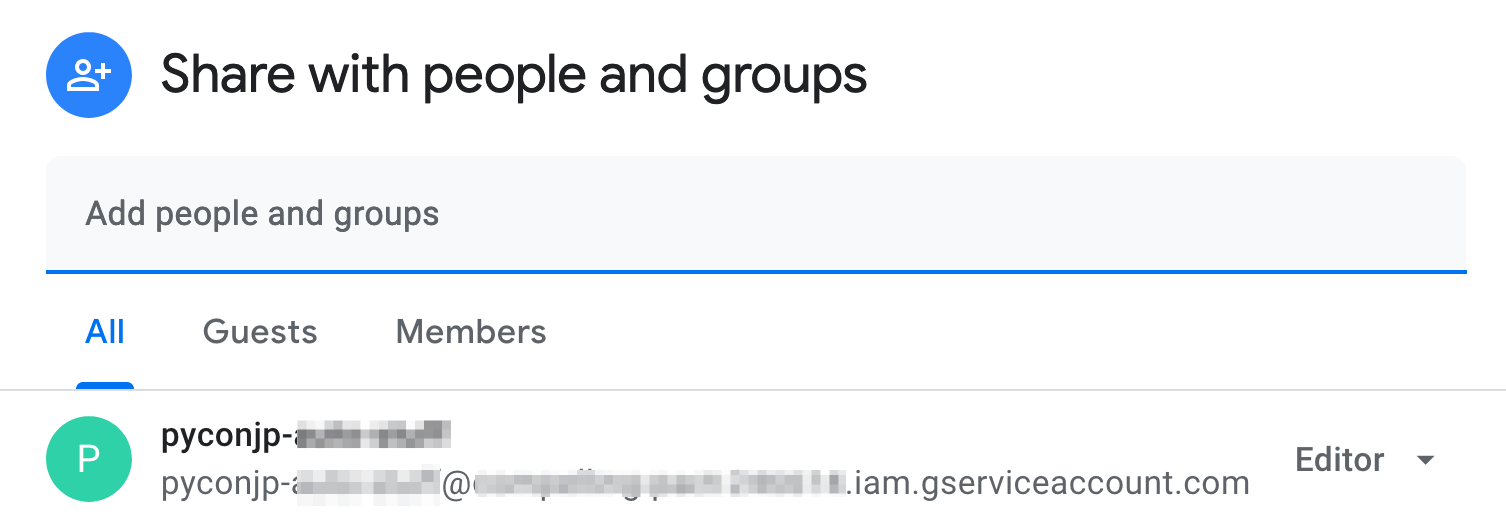 Share with people and groups
Add people and groups
All Guests Members
P
pyconjp-
Editor
pyconjp-
@
.iam.gserviceaccount.com